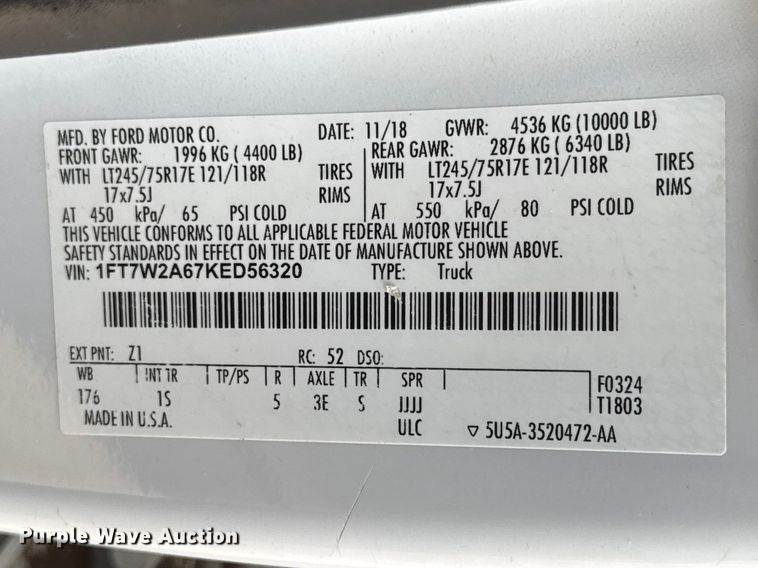 MFD. BY FORD MOTOR CO. DATE: 11/18 GVWR: 4536 KG (10000 LB)
FRONT GAWR: 1996 KG ( 4400 LB) REAR GAWR: 2876 KG ( 6340 LB)
WITH LT245/75R17E 121/118R TIRES WITH LT245/75R17E 121/118R TIRES
17x7.5J RIMS 17x7.5J RIMS
AT 450 kPa/ 65 PSI COLD AT 550 kPa/ 80 PSI COLD
THIS VEHICLE CONFORMS TO ALL APPLICABLE FEDERAL MOTOR VEHICLE
SAFETY STANDARDS IN EFFECT ON THE DATE OF MANUFACTURE SHOWN ABOVE.
VIN: 1FT7W2A67KED56320 TYPE: Truck
EXT PNT: Z1 RC: 52 DSO:
WB INT TR TP/PS R AXLE TR SPR F0324
176 1S 5 3E S JJJJ T1803
MADE IN U.S.A. ULC 5U5A-3520472-AA
Purple Wave Auction